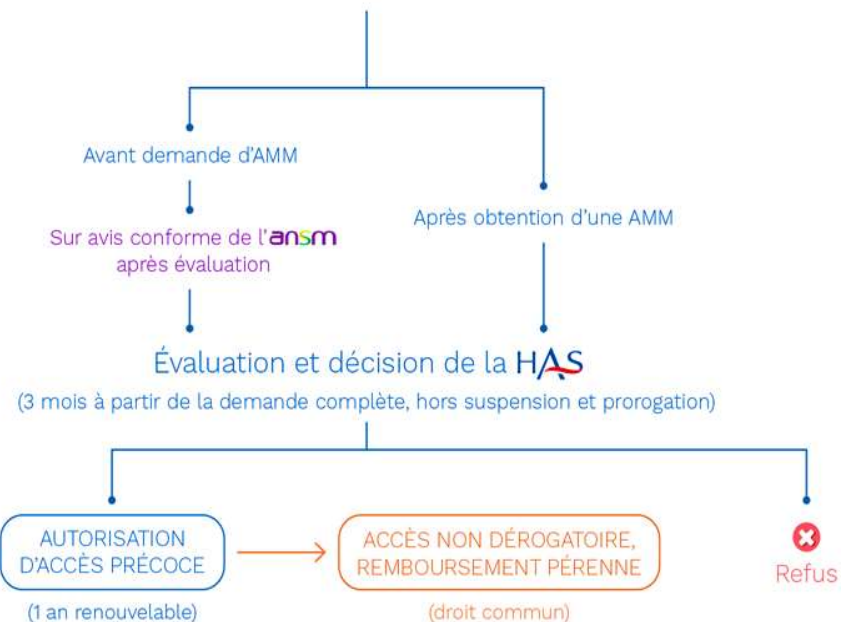 Avant demande d'AMM
Sur avis conforme de l'ansm
après évaluation
Après obtention d'une AMM
Évaluation et décision de la HAS
(3 mois à partir de la demande complète, hors suspension et prorogation)
AUTORISATION
D'ACCÈS PRÉCOCE
(1 an renouvelable)
ACCÈS NON DÉROGATOIRE,
REMBOURSEMENT PÉRENNE
(droit commun)
Refus